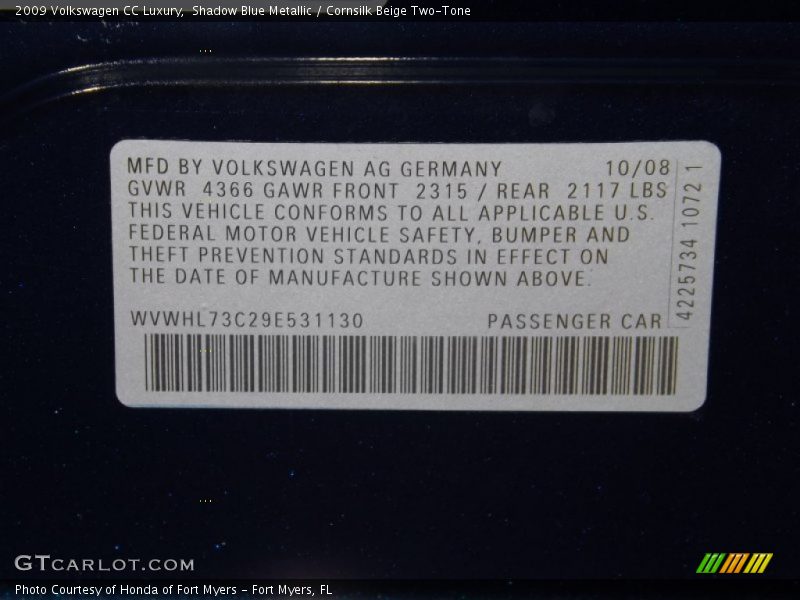 2009 Volkswagen CC Luxury,  Shadow Blue Metallic / Cornsilk Beige Two-Tone
MFD BY VOLKSWAGEN AG GERMANY 10/08
GVWR 4366 GAWR FRONT 2315 / REAR 2117 LBS
THIS VEHICLE CONFORMS TO ALL APPLICABLE U.S.
FEDERAL MOTOR VEHICLE SAFETY, BUMPER AND
THEFT PREVENTION STANDARDS IN EFFECT ON
THE DATE OF MANUFACTURE SHOWN ABOVE.
4225734 1072 1
WVWHL73C29E531130 PASSENGER CAR
GTCARLOT.COM
Photo Courtesy of Honda of Fort Myers - Fort Myers, FL